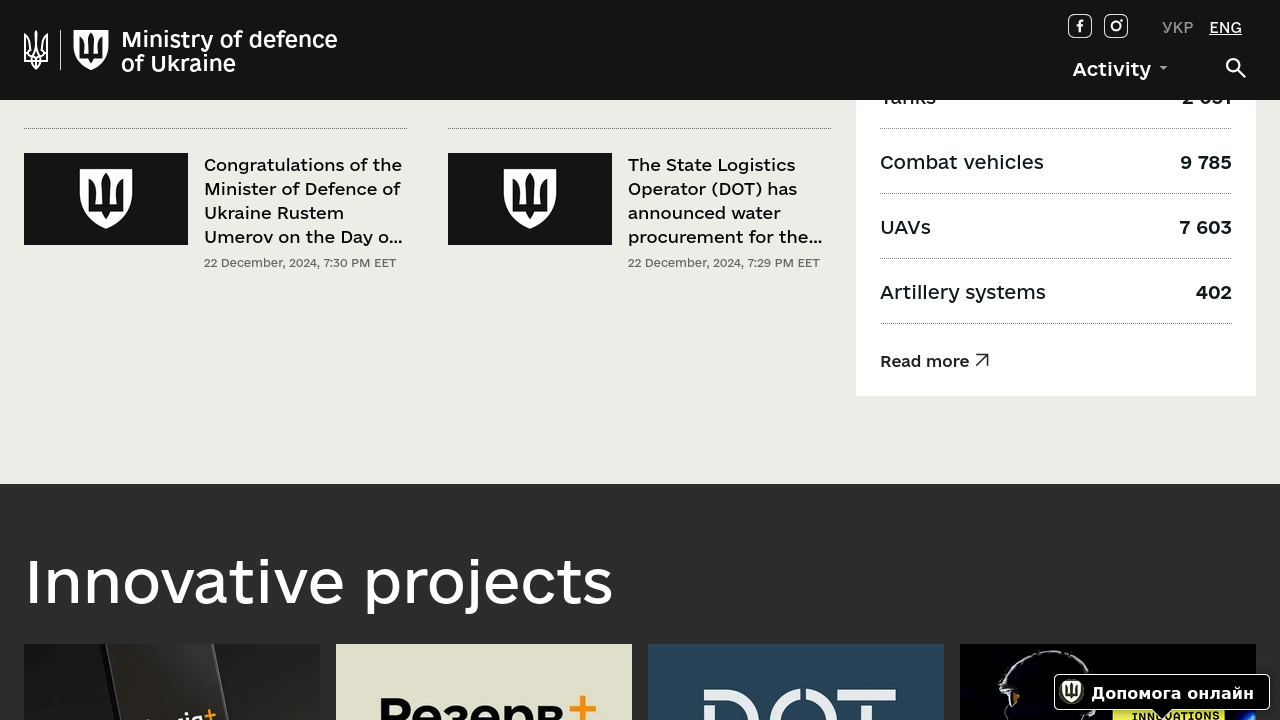 Ministry of defence
of Ukraine
УКР ENG
Activity
Combat vehicles 9 785
UAVs 7 603
Artillery systems 402
Read more
Congratulations of the
Minister of Defence of
Ukraine Rustem
Umerov on the Day o...
22 December, 2024, 7:30 PM EET
The State Logistics
Operator (DOT) has
announced water
procurement for the...
22 December, 2024, 7:29 PM EET
Innovative projects
Резерв+
DOT
INNOVATIONS
Допомога онлайн